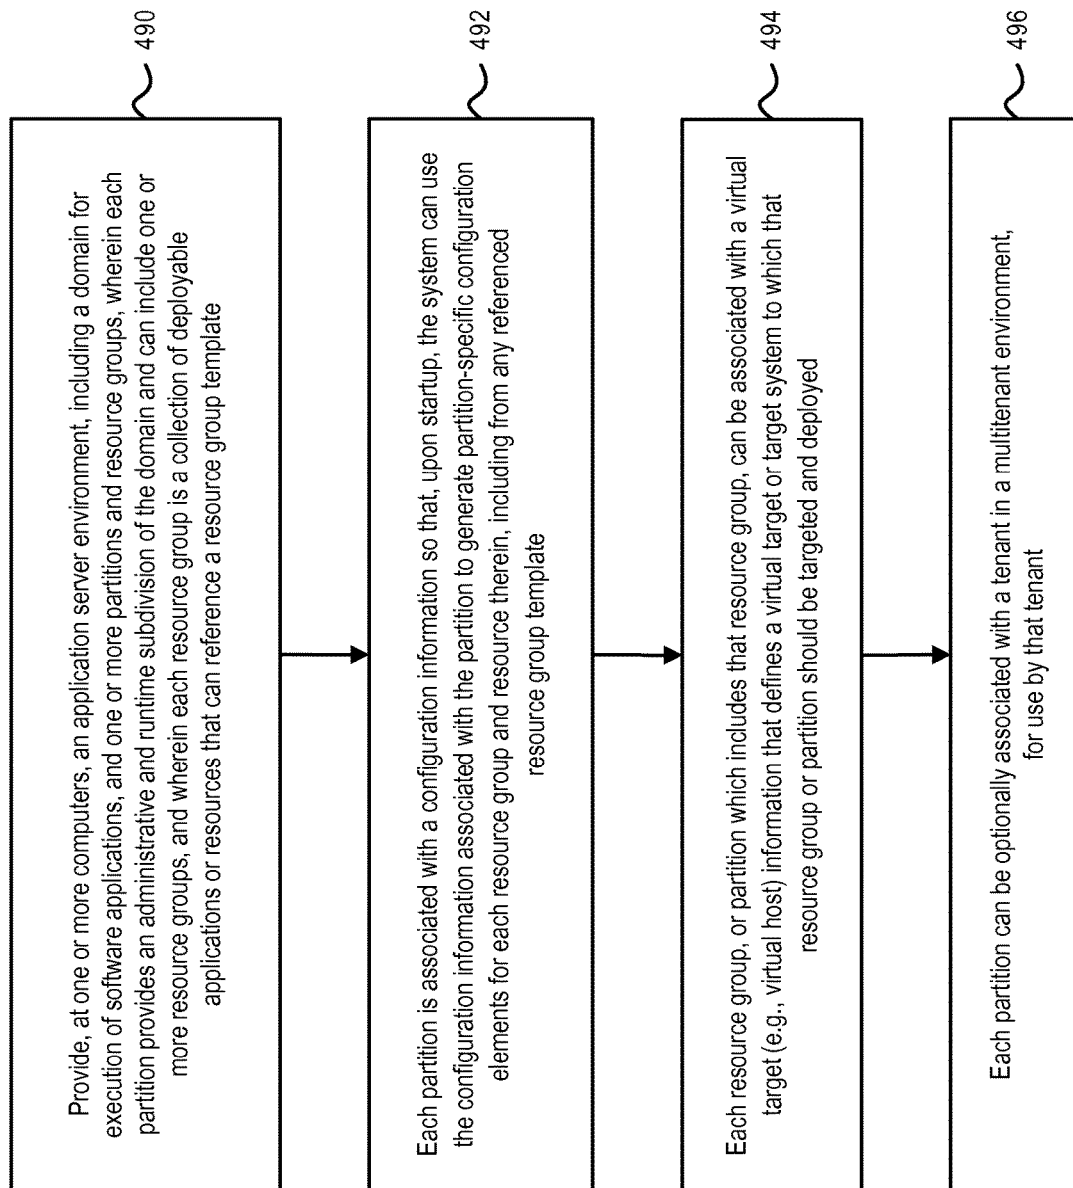 Provide, at one or more computers, an application server environment, including a domain for
execution of software applications, and one or more partitions and resource groups, wherein each
partition provides an administrative and runtime subdivision of the domain and can include one or
more resource groups, and wherein each resource group is a collection of deployable
applications or resources that can reference a resource group template
490
Each partition is associated with a configuration information so that, upon startup, the system can use
the configuration information associated with the partition to generate partition-specific configuration
elements for each resource group and resource therein, including from any referenced
resource group template
492
Each resource group, or partition which includes that resource group, can be associated with a virtual
target (e.g., virtual host) information that defines a virtual target or target system to which that
resource group or partition should be targeted and deployed
494
Each partition can be optionally associated with a tenant in a multitenant environment,
for use by that tenant
496